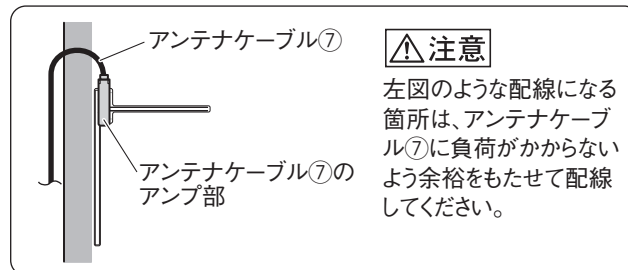 アンテナケーブル⑦
アンテナケーブル⑦の
アンプ部
注意
左図のような配線になる
箇所は、アンテナケーブ
ル⑦に負荷がかからない
よう余裕をもたせて配線
してください。